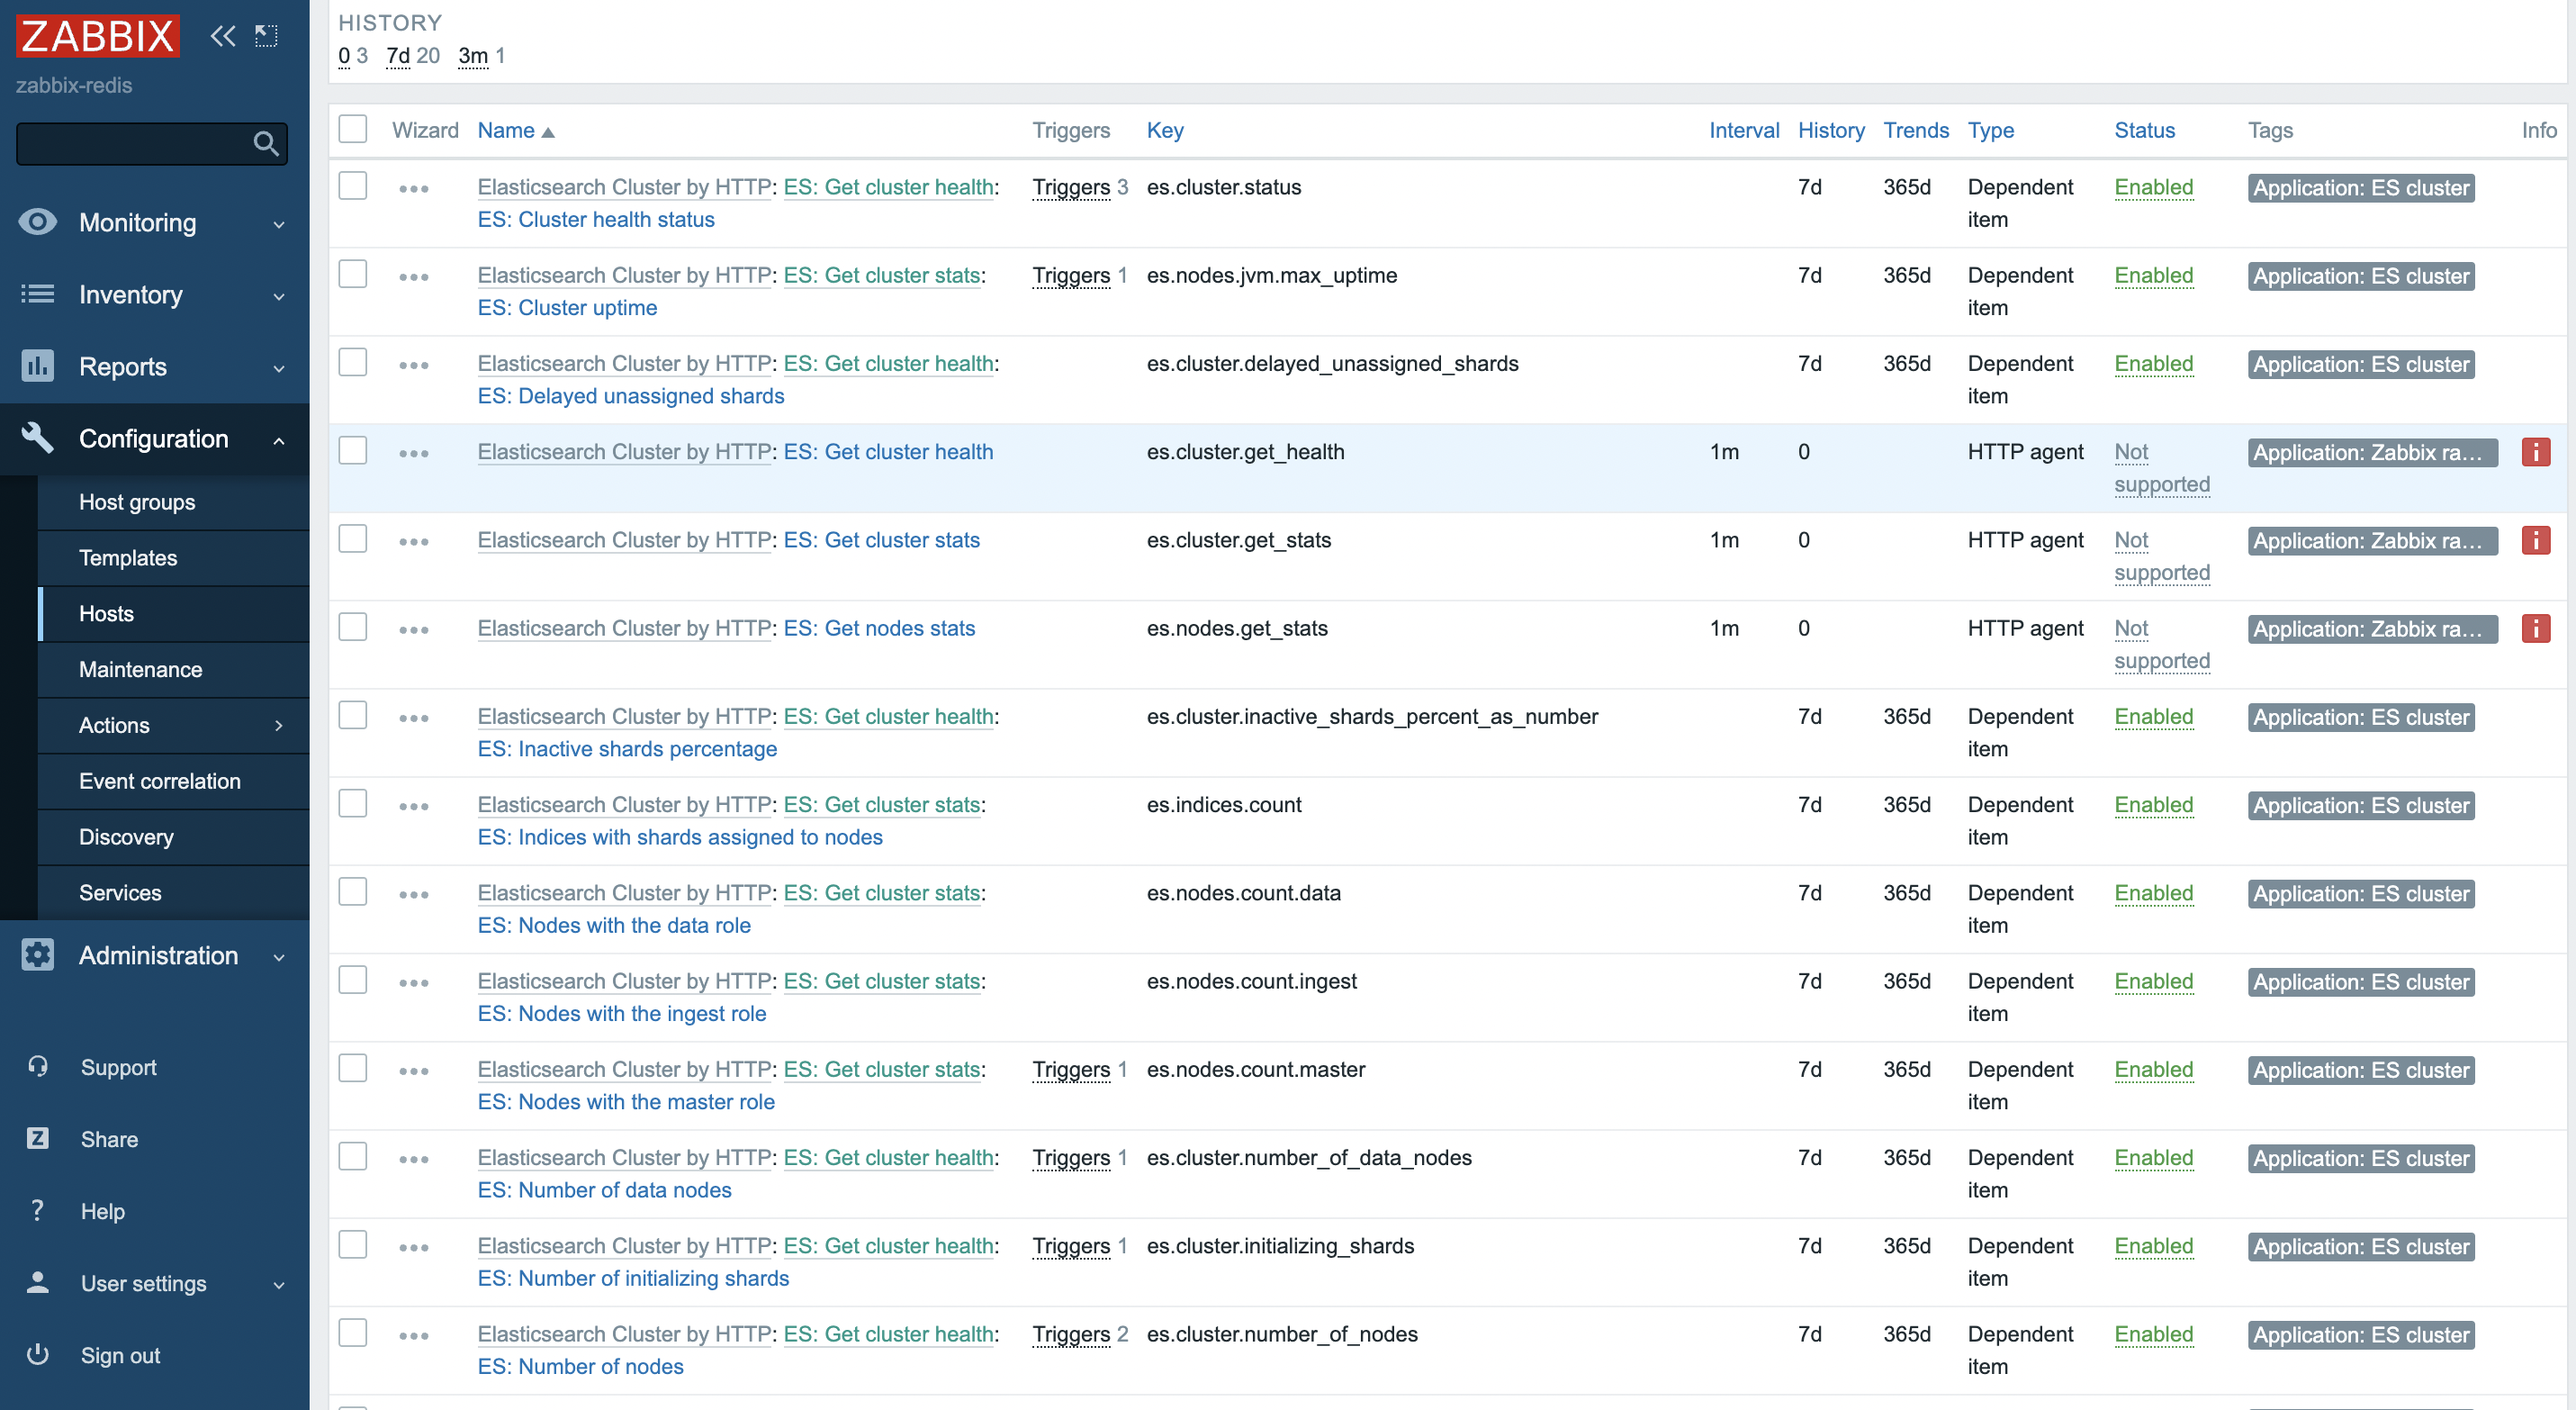 ZABBIX
zabbix-redis
Monitoring
Inventory
Reports
Configuration
Host groups
Templates
Hosts
Maintenance
Actions
Event correlation
Discovery
Services
Administration
Support
Share
Help
User settings
Sign out
HISTORY
0 3 7d 20 3m 1
Wizard Name Triggers Key Interval History Trends Type Status Tags Info
Elasticsearch Cluster by HTTP: ES: Get cluster health: Triggers 3 es.cluster.status 7d 365d Dependent Enabled Application: ES cluster
ES: Cluster health status item
Elasticsearch Cluster by HTTP: ES: Get cluster stats: Triggers 1 es.nodes.jvm.max_uptime 7d 365d Dependent Enabled Application: ES cluster
ES: Cluster uptime item
Elasticsearch Cluster by HTTP: ES: Get cluster health: es.cluster.delayed_unassigned_shards 7d 365d Dependent Enabled Application: ES cluster
ES: Delayed unassigned shards item
Elasticsearch Cluster by HTTP: ES: Get cluster health es.cluster.get_health 1m 0 HTTP agent Not Application: Zabbix ra... i
supported
Elasticsearch Cluster by HTTP: ES: Get cluster stats es.cluster.get_stats 1m 0 HTTP agent Not Application: Zabbix ra... i
supported
Elasticsearch Cluster by HTTP: ES: Get nodes stats es.nodes.get_stats 1m 0 HTTP agent Not Application: Zabbix ra... i
supported
Elasticsearch Cluster by HTTP: ES: Get cluster health: es.cluster.inactive_shards_percent_as_number 7d 365d Dependent Enabled Application: ES cluster
ES: Inactive shards percentage item
Elasticsearch Cluster by HTTP: ES: Get cluster stats: es.indices.count 7d 365d Dependent Enabled Application: ES cluster
ES: Indices with shards assigned to nodes item
Elasticsearch Cluster by HTTP: ES: Get cluster stats: es.nodes.count.data 7d 365d Dependent Enabled Application: ES cluster
ES: Nodes with the data role item
Elasticsearch Cluster by HTTP: ES: Get cluster stats: es.nodes.count.ingest 7d 365d Dependent Enabled Application: ES cluster
ES: Nodes with the ingest role item
Elasticsearch Cluster by HTTP: ES: Get cluster stats: Triggers 1 es.nodes.count.master 7d 365d Dependent Enabled Application: ES cluster
ES: Nodes with the master role item
Elasticsearch Cluster by HTTP: ES: Get cluster health: Triggers 1 es.cluster.number_of_data_nodes 7d 365d Dependent Enabled Application: ES cluster
ES: Number of data nodes item
Elasticsearch Cluster by HTTP: ES: Get cluster health: Triggers 1 es.cluster.initializing_shards 7d 365d Dependent Enabled Application: ES cluster
ES: Number of initializing shards item
Elasticsearch Cluster by HTTP: ES: Get cluster health: Triggers 2 es.cluster.number_of_nodes 7d 365d Dependent Enabled Application: ES cluster
ES: Number of nodes item